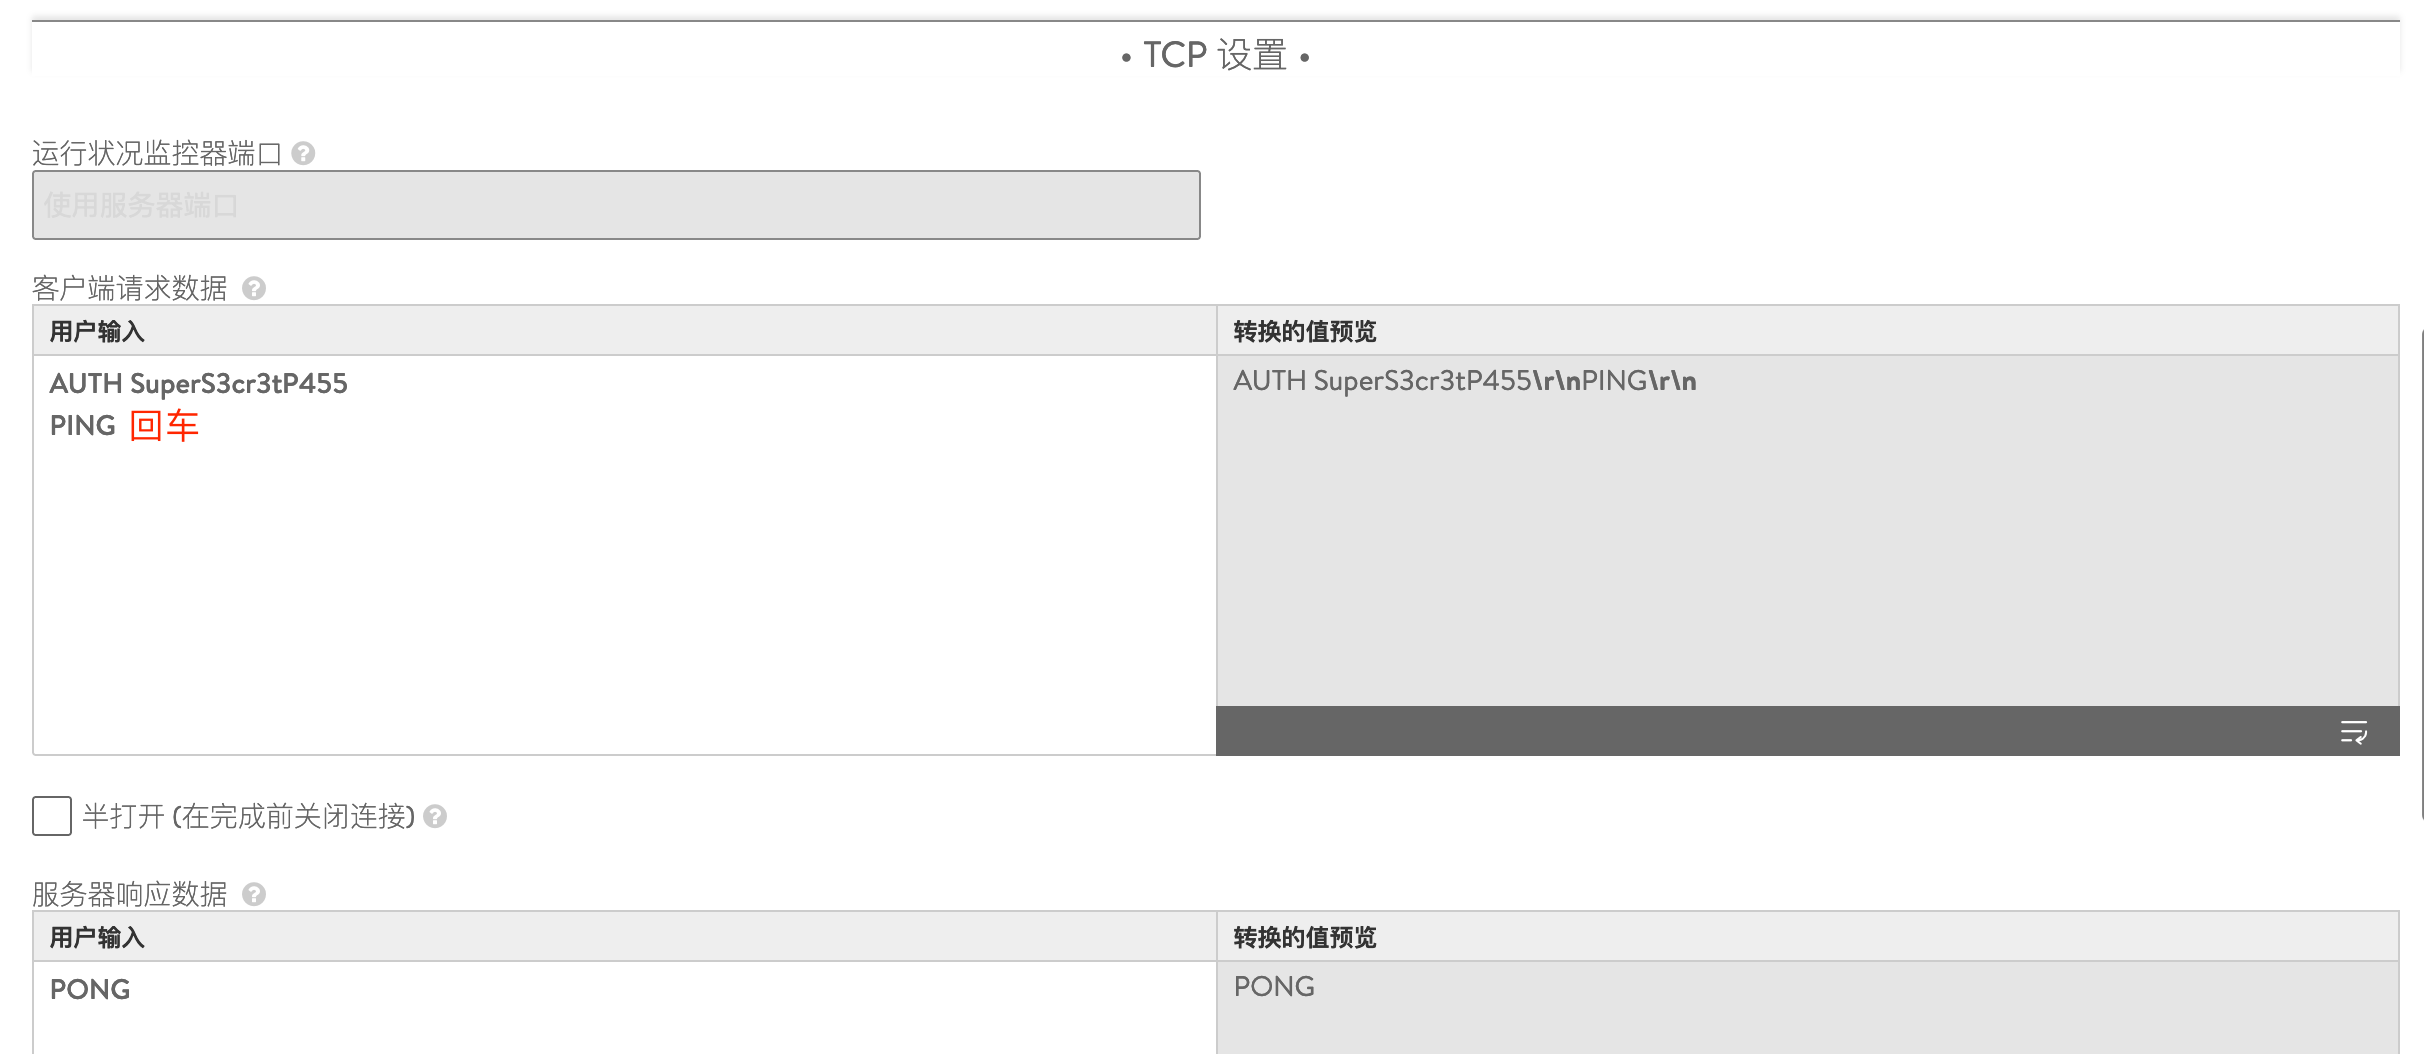 • TCP 设置 •
运行状况监控器端口
使用服务器端口
客户端请求数据
用户输入
转换的值预览
AUTH SuperS3cr3tP455
PING 回车
AUTH SuperS3cr3tP455\r\nPING\r\n
半打开 (在完成前关闭连接)
服务器响应数据
用户输入
转换的值预览
PONG
PONG